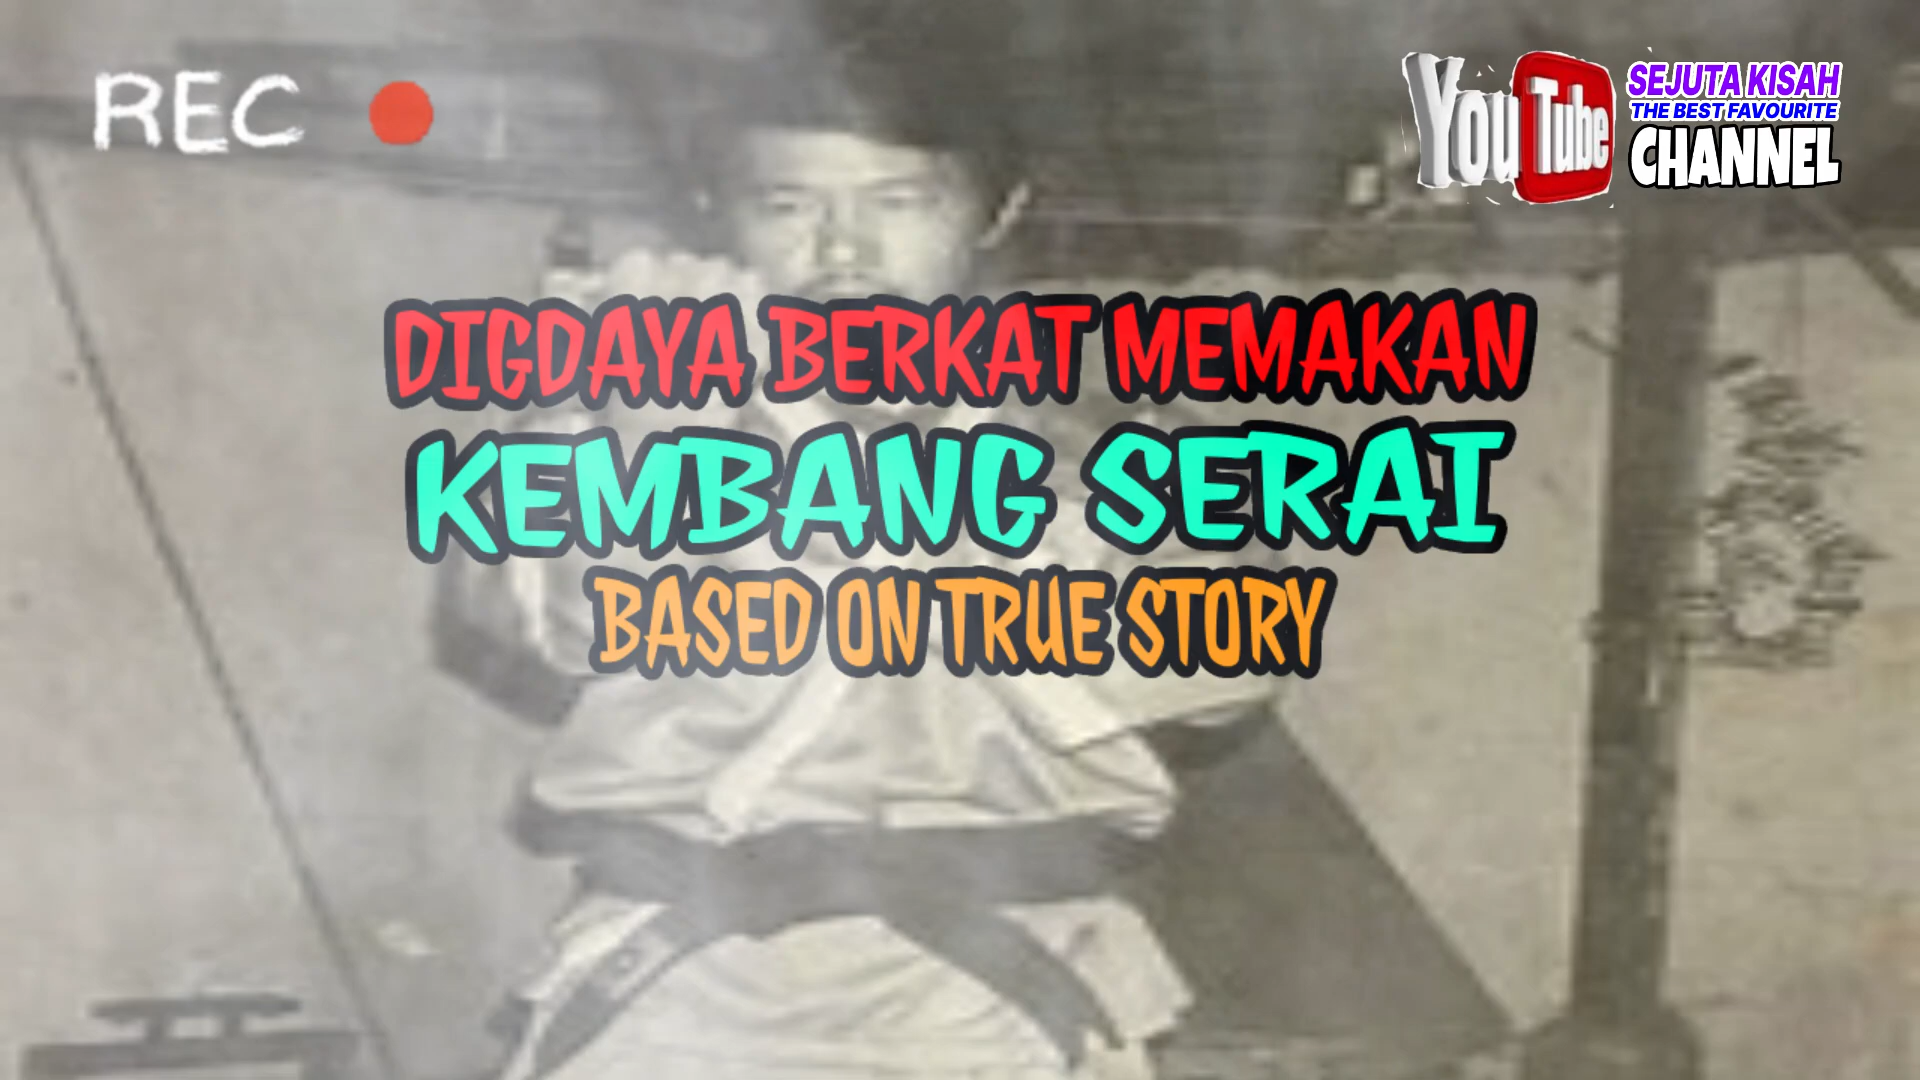 REC
YouTube
SEJUTA KISAH
THE BEST FAVOURITE
CHANNEL
DIGDAYA BERKAT MEMAKAN
KEMBANG SERAI
BASED ON TRUE STORY